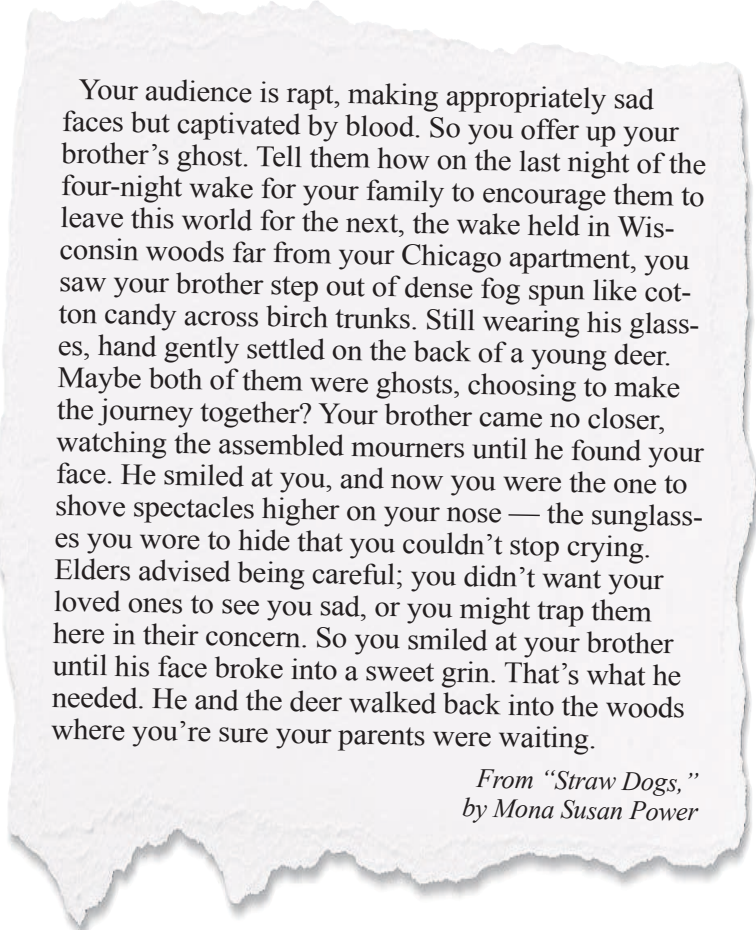 Your audience is rapt, making appropriately sad
faces but captivated by blood. So you offer up your
brother’s ghost. Tell them how on the last night of the
four-night wake for your family to encourage them to
leave this world for the next, the wake held in Wis-
consin woods far from your Chicago apartment, you
saw your brother step out of dense fog spun like cot-
ton candy across birch trunks. Still wearing his glass-
es, hand gently settled on the back of a young deer.
Maybe both of them were ghosts, choosing to make
the journey together? Your brother came no closer,
watching the assembled mourners until he found your
face. He smiled at you, and now you were the one to
shove spectacles higher on your nose — the sunglass-
es you wore to hide that you couldn’t stop crying.
Elders advised being careful; you didn’t want your
loved ones to see you sad, or you might trap them
here in their concern. So you smiled at your brother
until his face broke into a sweet grin. That’s what he
needed. He and the deer walked back into the woods
where you’re sure your parents were waiting.
From “Straw Dogs,”
by Mona Susan Power